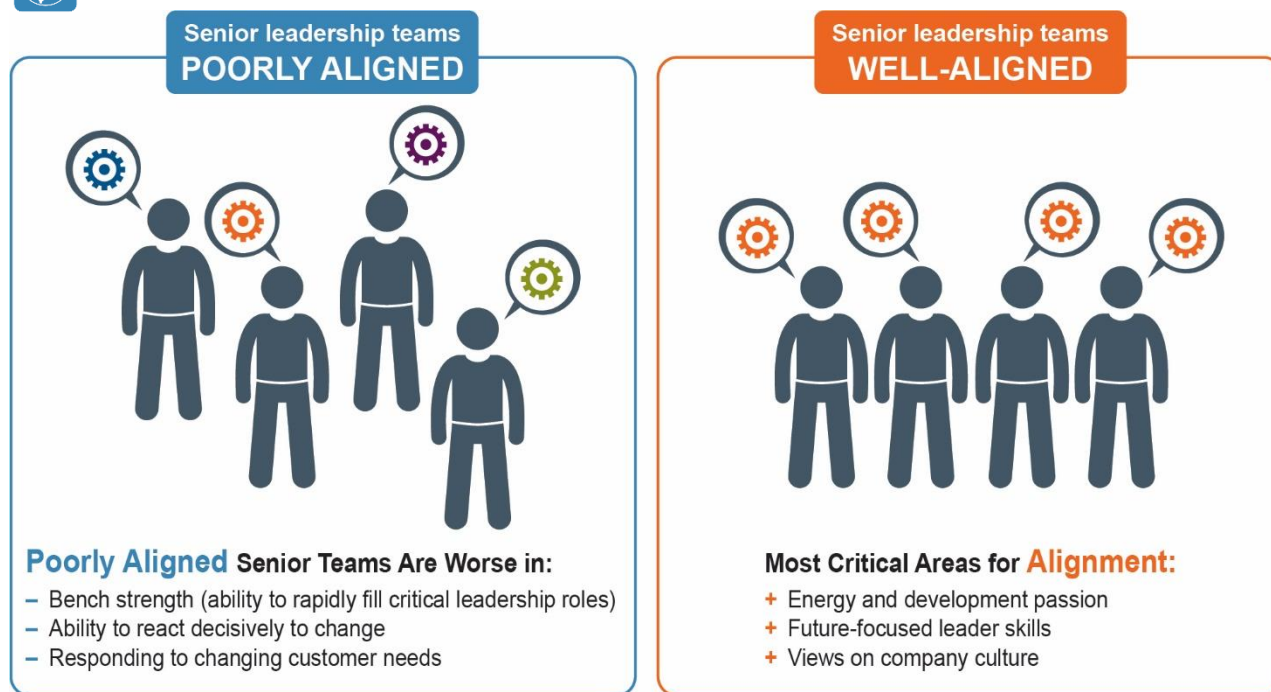 Senior leadership teams
POORLY ALIGNED
Poorly Aligned Senior Teams Are Worse in:
– Bench strength (ability to rapidly fill critical leadership roles)
– Ability to react decisively to change
– Responding to changing customer needs
Senior leadership teams
WELL-ALIGNED
Most Critical Areas for Alignment:
+ Energy and development passion
+ Future-focused leader skills
+ Views on company culture